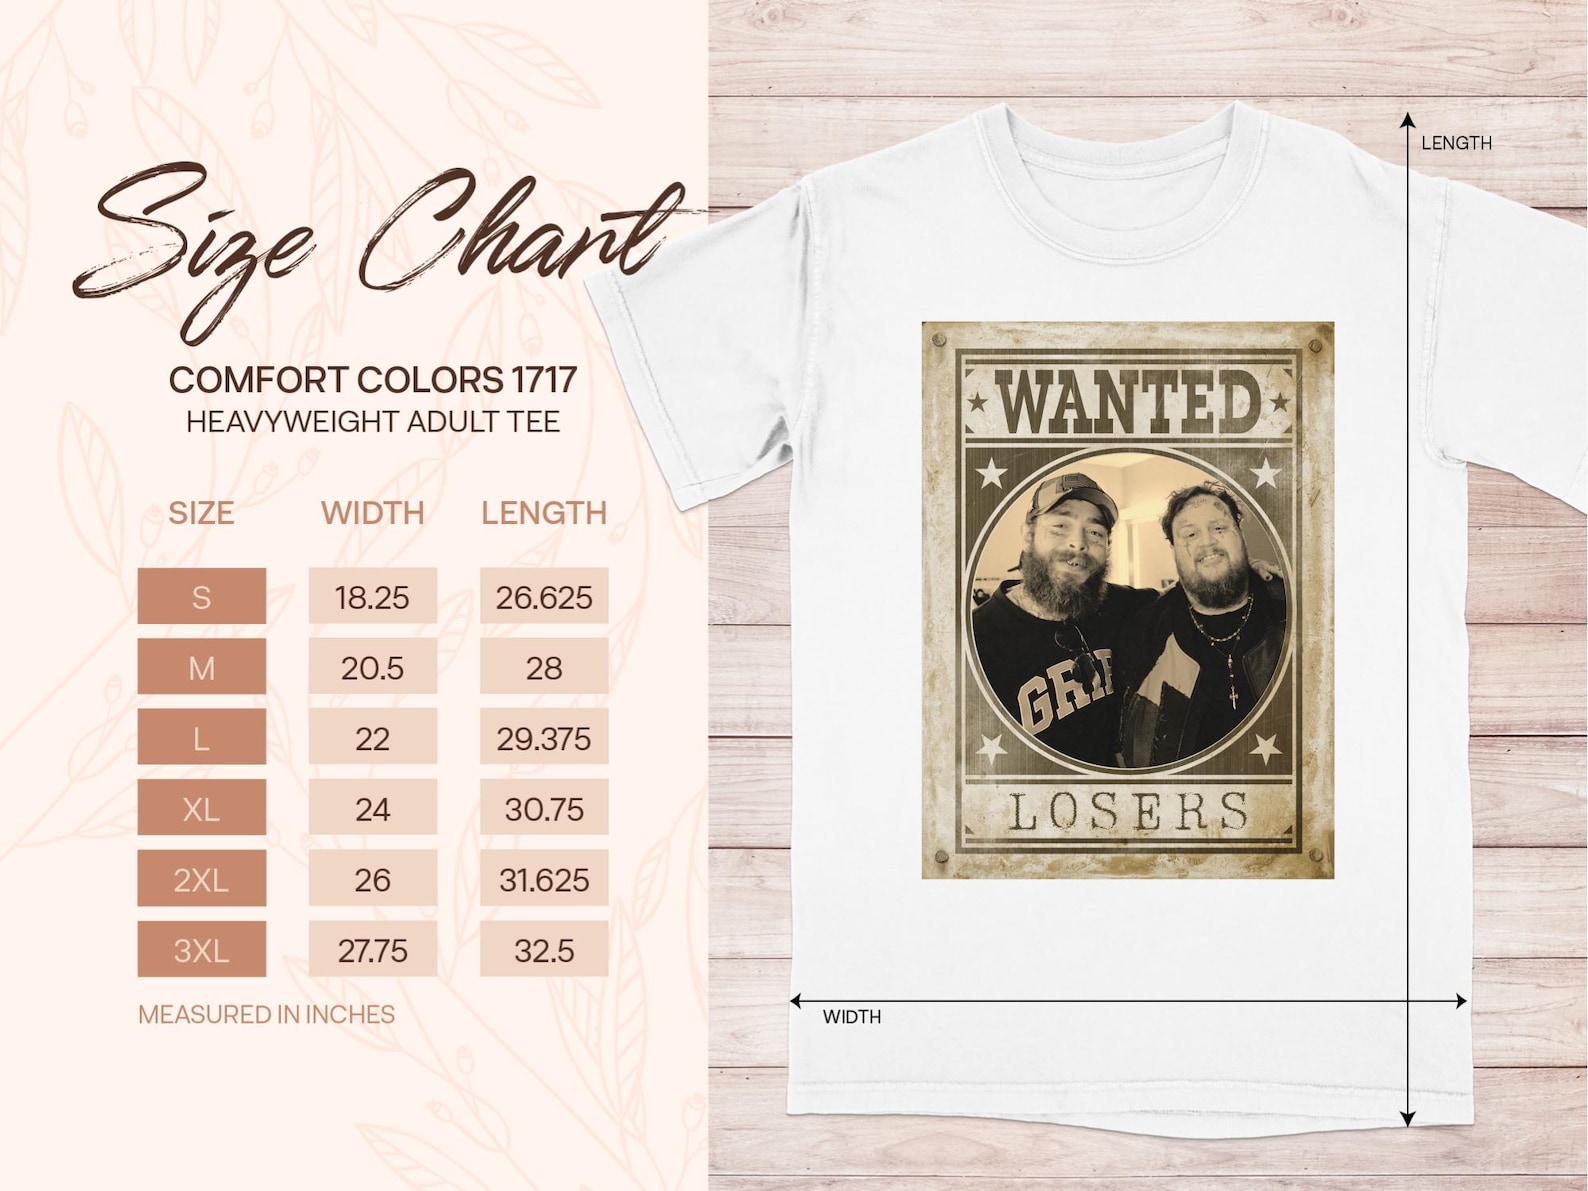 Size Chart
COMFORT COLORS 1717
HEAVYWEIGHT ADULT TEE
SIZE WIDTH LENGTH
S 18.25 26.625
M 20.5 28
L 22 29.375
XL 24 30.75
2XL 26 31.625
3XL 27.75 32.5
MEASURED IN INCHES
LENGTH
WANTED
LOSERS
WIDTH